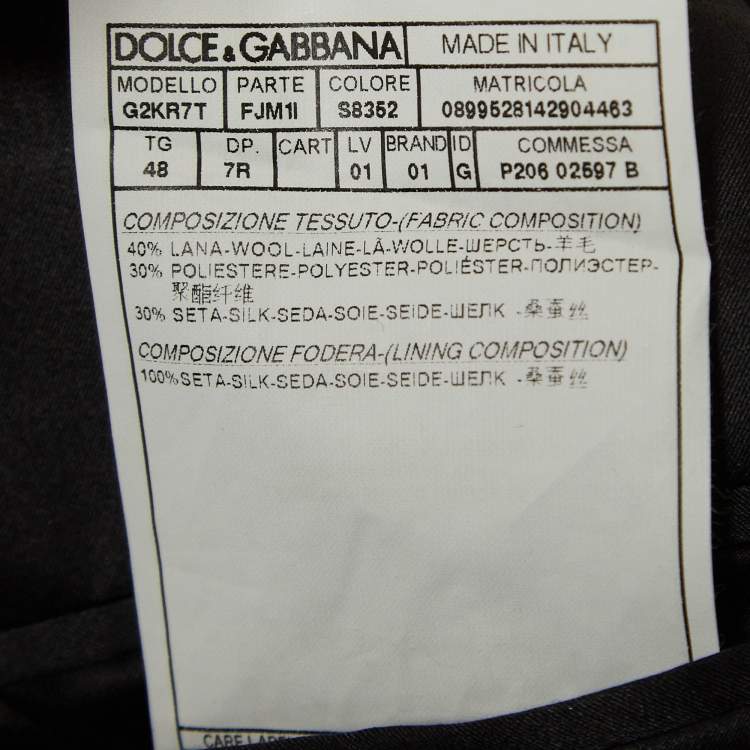 DOLCE&GABBANA MADE IN ITALY
MODELLO PARTE COLORE MATRICOLA
G2KR7T FJM1I S8352 0899528142904463
TG DP. CART LV BRAND ID COMMESSA
48 7R 01 01 G P206 02597 B
COMPOSIZIONE TESSUTO-(FABRIC COMPOSITION)
40% LANA-WOOL-LAINE-LÃ-WOLLE-ШЕРСТЬ-羊毛
30% POLIESTERE-POLYESTER-POLIÉSTER-ПОЛИЭСТЕР-
聚酯纤维
30% SETA-SILK-SEDA-SOIE-SEIDE-ШЕЛК -桑蚕丝
COMPOSIZIONE FODERA-(LINING COMPOSITION)
100%SETA-SILK-SEDA-SOIE-SEIDE-ШЕЛК -桑蚕丝